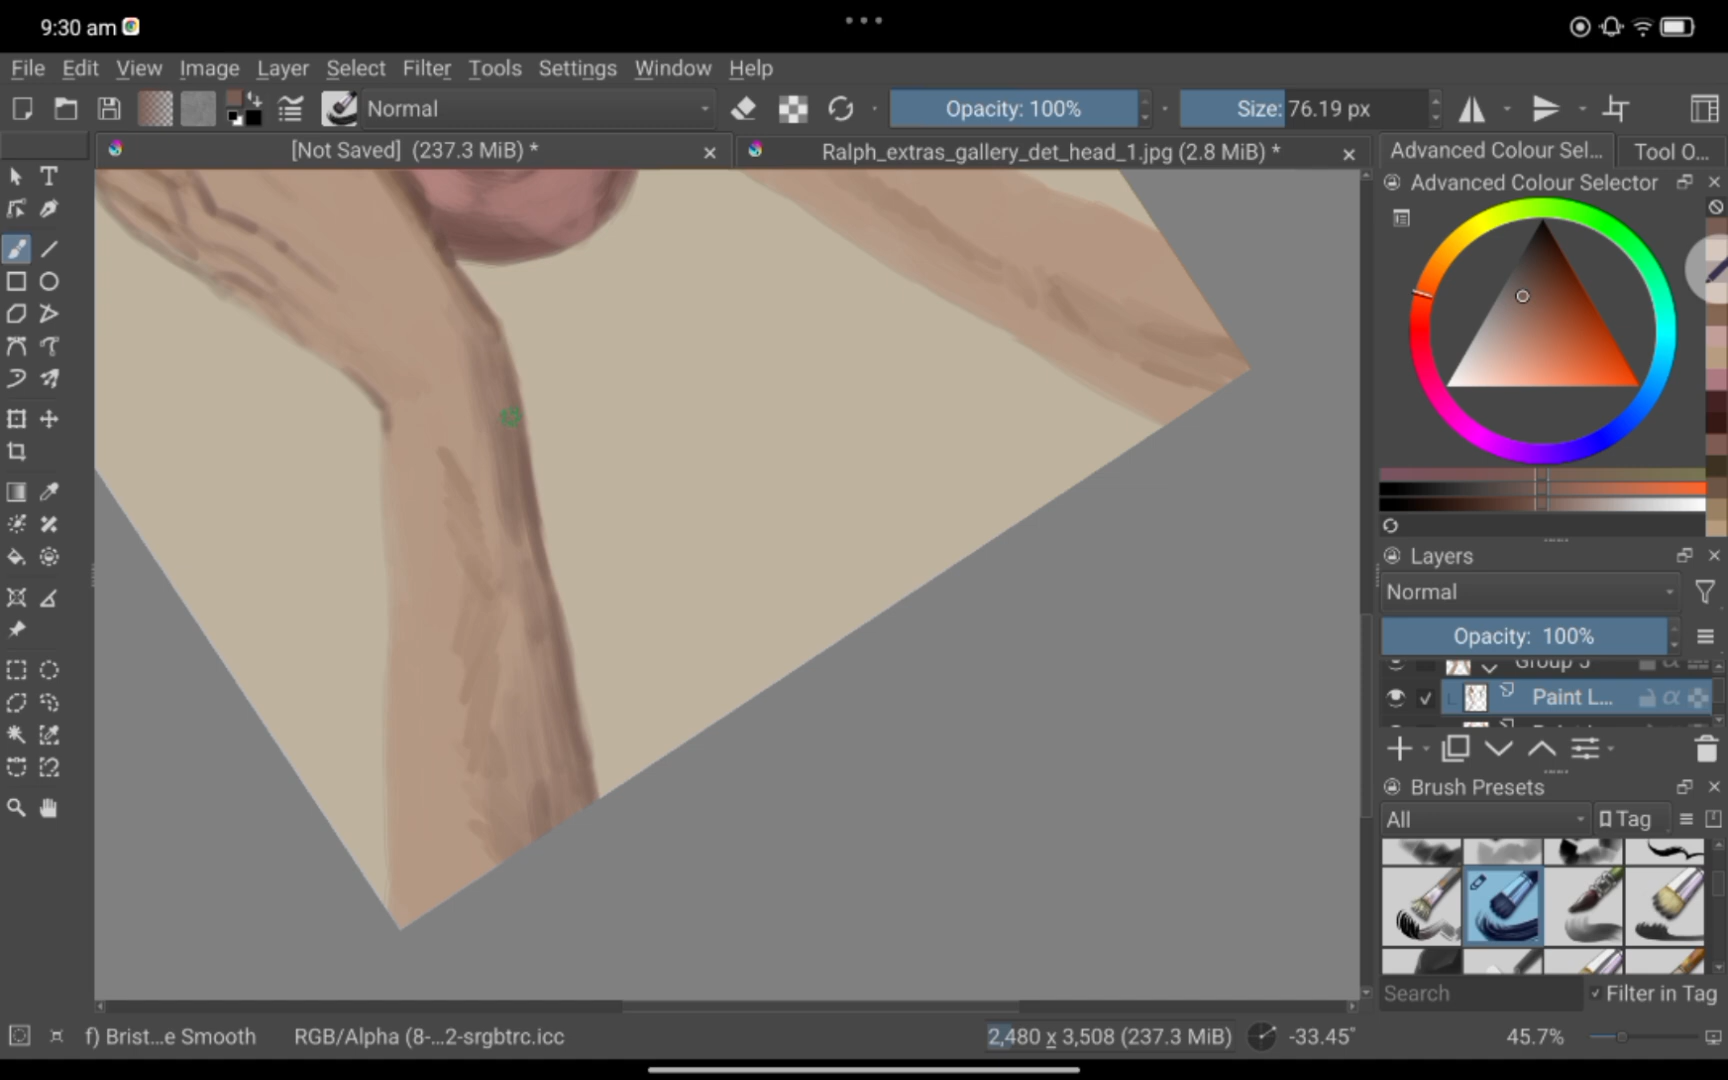 9:30 am
File Edit View Image Layer Select Filter Tools Settings Window Help
Normal Opacity: 100% Size: 76.19 px
[Not Saved] (237.3 MiB) * Ralph_extras_gallery_det_head_1.jpg (2.8 MiB) * Advanced Colour Sel... Tool O...
Advanced Colour Selector
Layers
Normal
Opacity: 100%
Group 5
Paint L...
Brush Presets
All Tag
Search Filter in Tag
f) Brist...e Smooth RGB/Alpha (8-...2-srgbtrc.icc 2,480 x 3,508 (237.3 MiB) -33.45° 45.7%